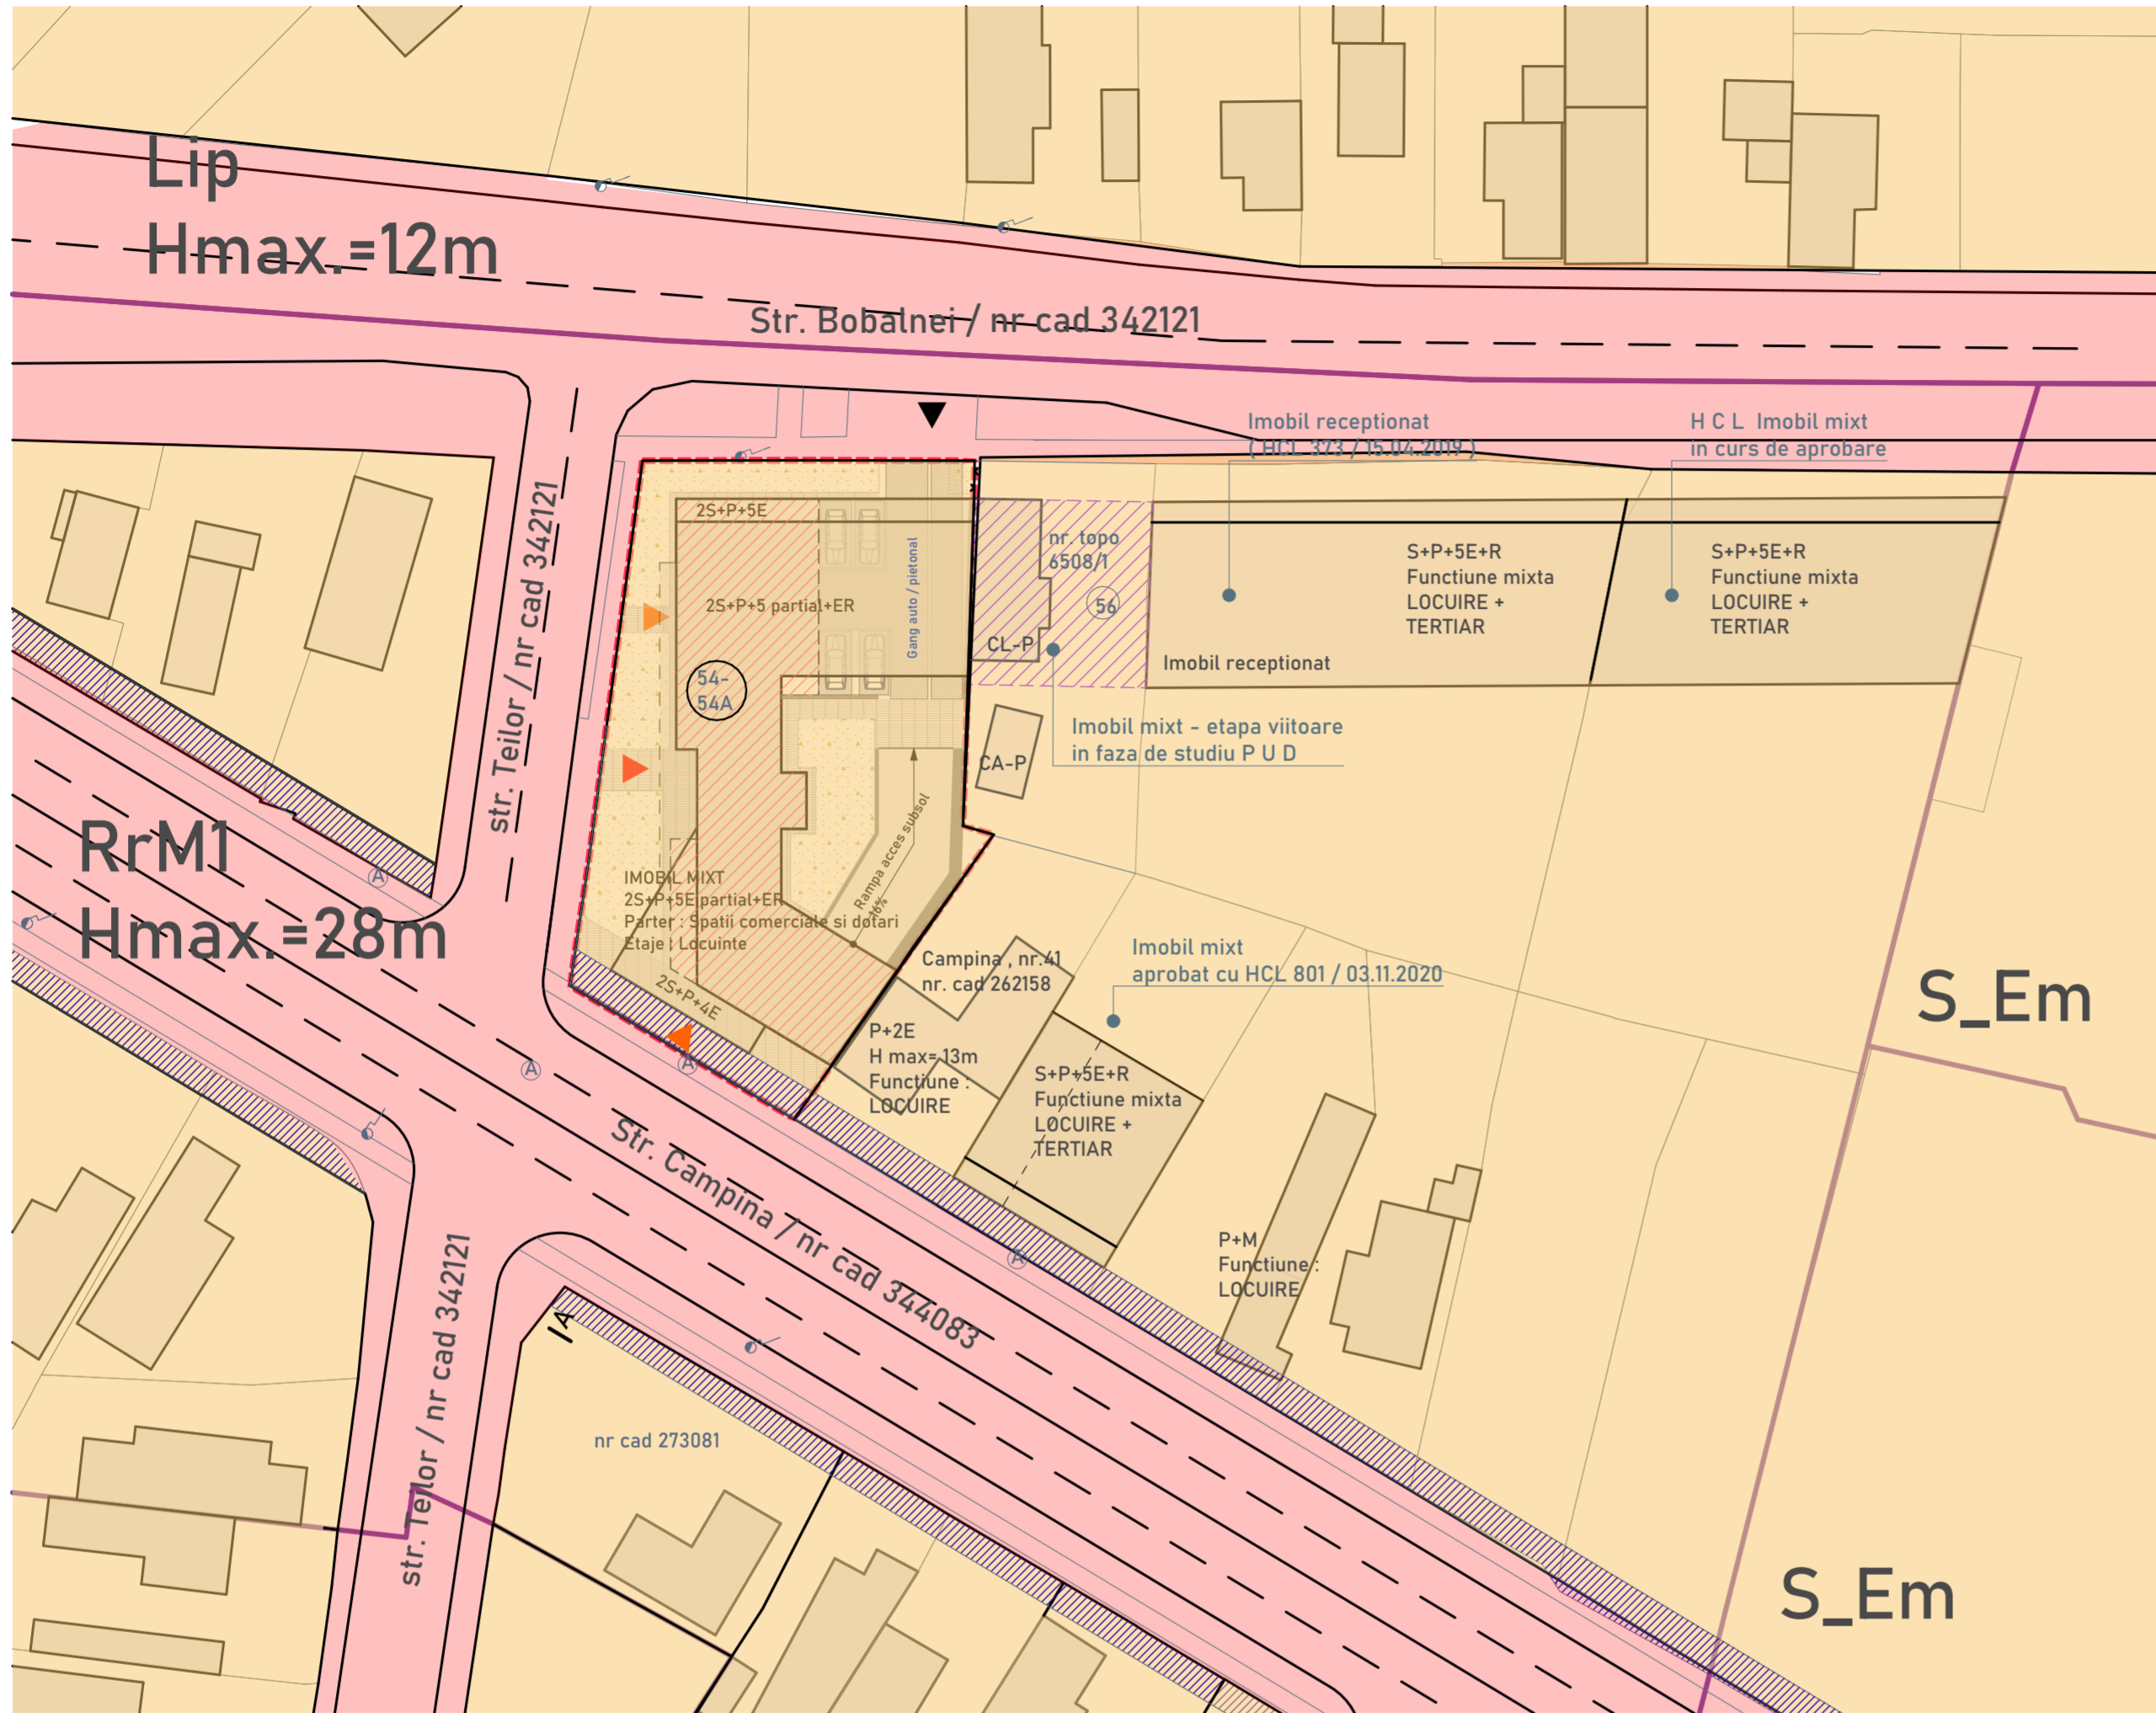 Lip
Hmax.=12m
Str. Bobalnei / nr cad 342121
Imobil receptionat
( HCL 373 / 15.04.2019 )
H C L Imobil mixt
in curs de aprobare
str. Teilor / nr cad 342121
2S+P+5E
2S+P+5 partial+ER
Gang auto / pietonal
nr. topo
6508/1
56
CL-P
S+P+5E+R
Functiune mixta
LOCUIRE +
TERTIAR
S+P+5E+R
Functiune mixta
LOCUIRE +
TERTIAR
Imobil receptionat
54-
54A
Imobil mixt - etapa viitoare
in faza de studiu P U D
CA-P
Rampa acces subsol
16%
RrM1
Hmax.=28m
A
IMOBIL MIXT
2S+P+5E partial+ER
Parter : Spatii comerciale si dotari
Etaje : Locuinte
2S+P+4E
A
A
Campina , nr.41
nr. cad 262158
Imobil mixt
aprobat cu HCL 801 / 03.11.2020
S_Em
P+2E
H max= 13m
Functiune :
LOCUIRE
S+P+5E+R
Functiune mixta
LOCUIRE +
TERTIAR
Str. Campina / nr cad 344083
A
P+M
Functiune :
LOCUIRE
str. Teilor / nr cad 342121
A
nr cad 273081
S_Em